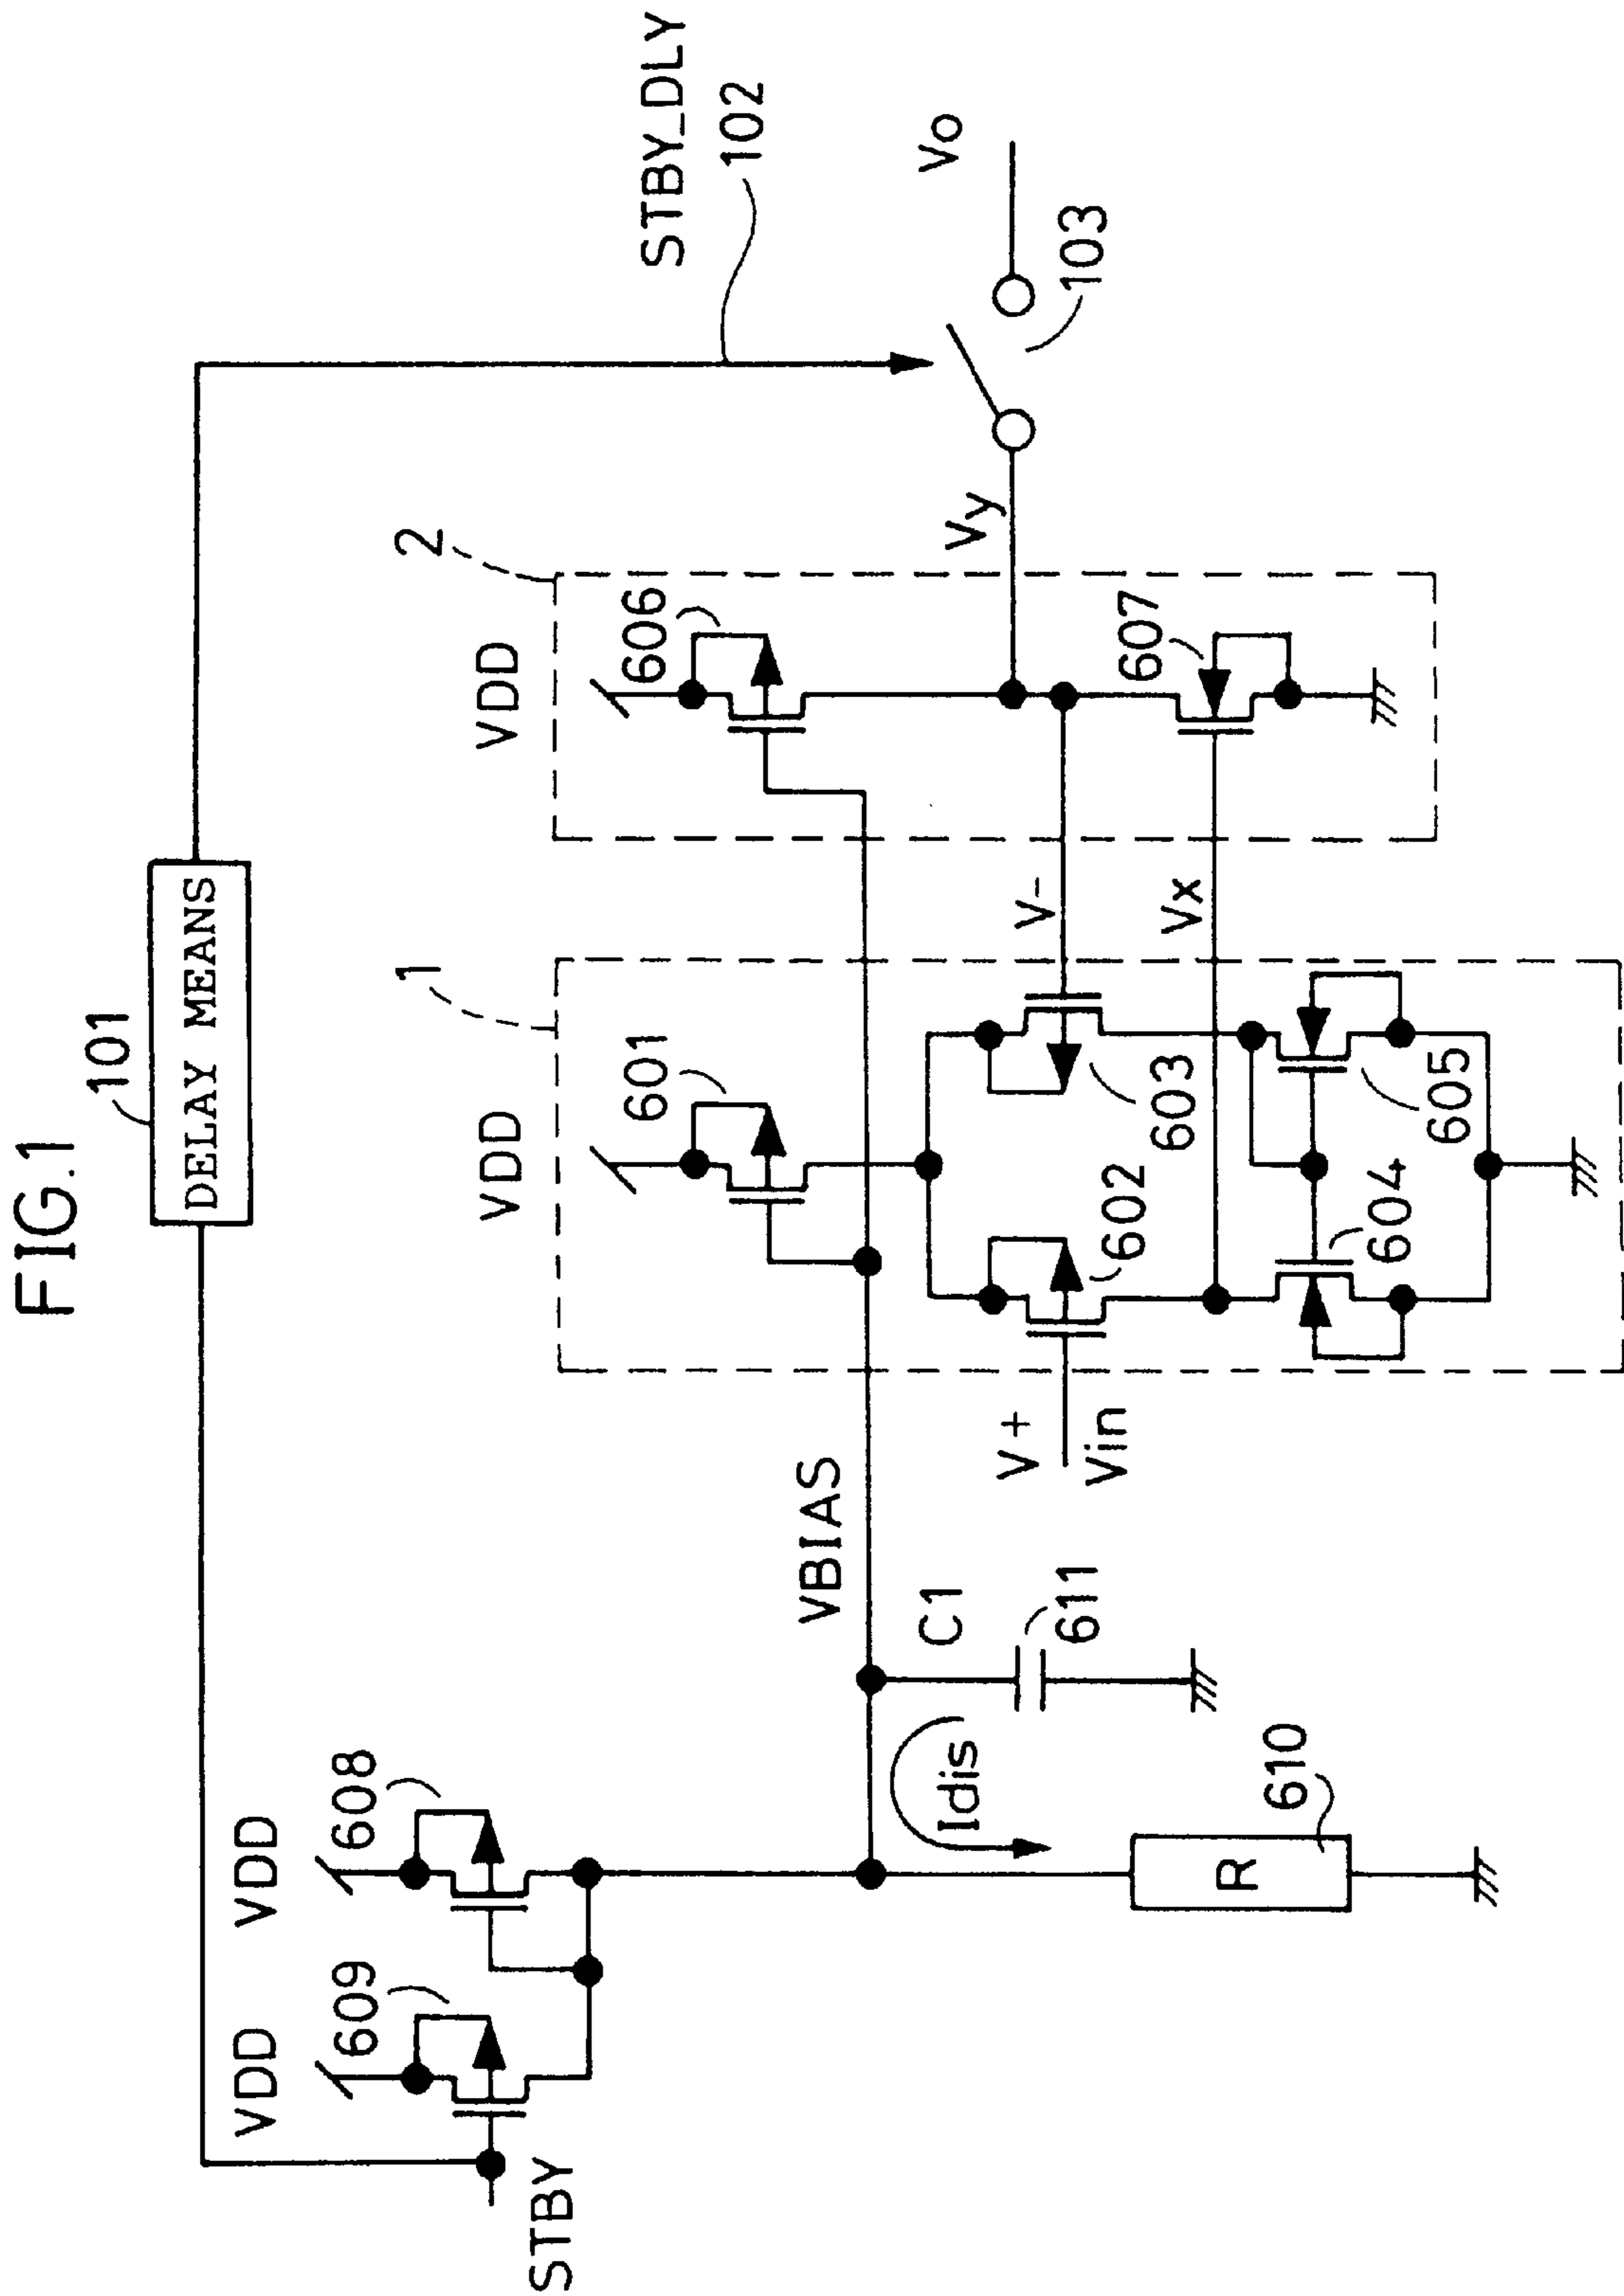 FIG.1
101
DELAY MEANS
STBY_DLY
102
VDD
609
VDD
608
STBY
VBIAS
C1
611
Idis
R
610
1
VDD
601
V+
Vin
602
603
604
605
V-
Vx
2
VDD
606
607
Vy
103
Vo